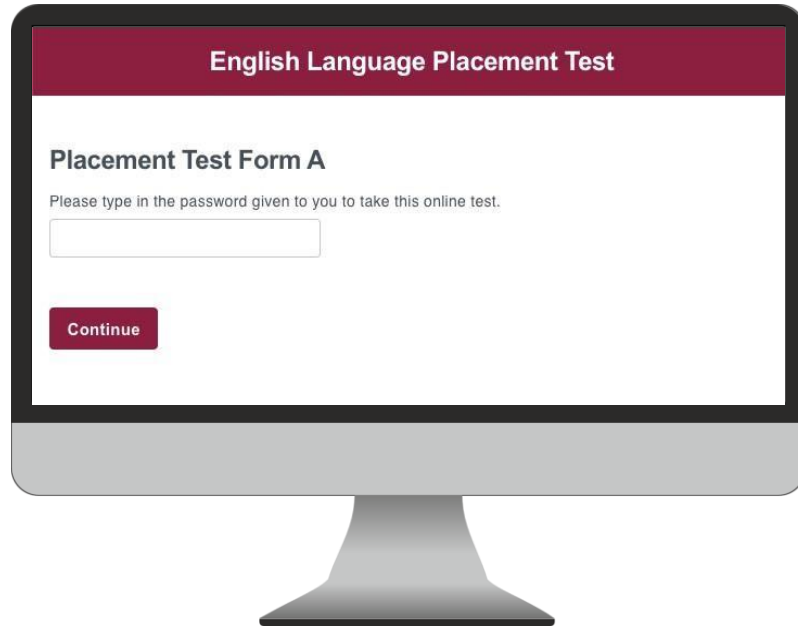 English Language Placement Test
Placement Test Form A
Please type in the password given to you to take this online test.
Continue